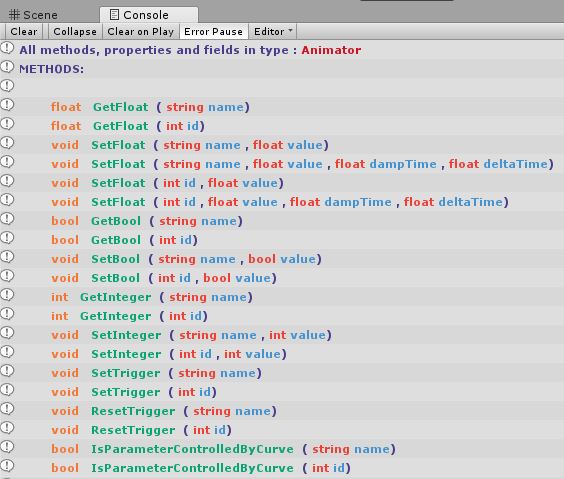 Scene Console
Clear Collapse Clear on Play Error Pause Editor
All methods, properties and fields in type : Animator
METHODS:
float GetFloat ( string name)
float GetFloat ( int id)
void SetFloat ( string name , float value)
void SetFloat ( string name , float value , float dampTime , float deltaTime)
void SetFloat ( int id , float value)
void SetFloat ( int id , float value , float dampTime , float deltaTime)
bool GetBool ( string name)
bool GetBool ( int id)
void SetBool ( string name , bool value)
void SetBool ( int id , bool value)
int GetInteger ( string name)
int GetInteger ( int id)
void SetInteger ( string name , int value)
void SetInteger ( int id , int value)
void SetTrigger ( string name)
void SetTrigger ( int id)
void ResetTrigger ( string name)
void ResetTrigger ( int id)
bool IsParameterControlledByCurve ( string name)
bool IsParameterControlledByCurve ( int id)